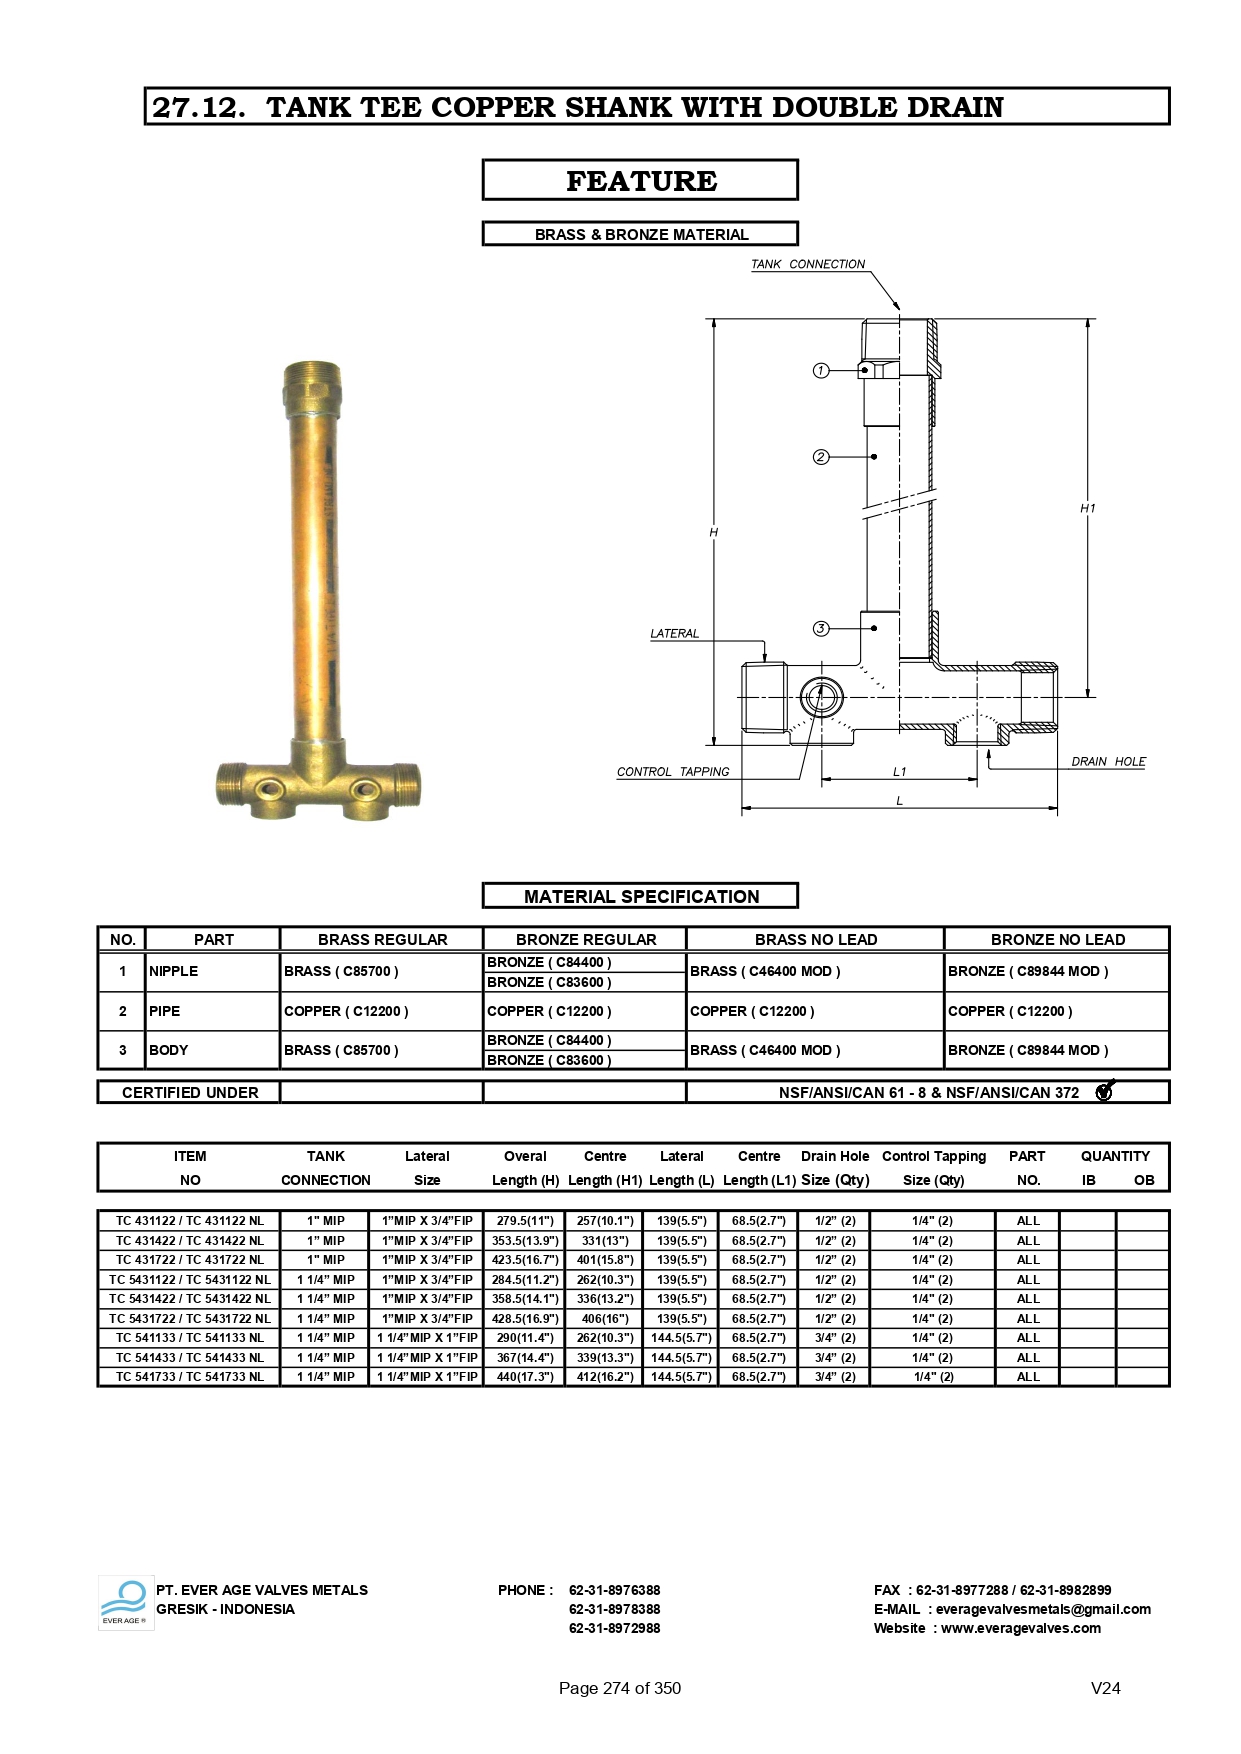 27.12. TANK TEE COPPER SHANK WITH DOUBLE DRAIN
FEATURE
BRASS & BRONZE MATERIAL
TANK CONNECTION
1
2
H
H1
LATERAL
3
CONTROL TAPPING
L1
DRAIN HOLE
L
MATERIAL SPECIFICATION
NO. PART BRASS REGULAR BRONZE REGULAR BRASS NO LEAD BRONZE NO LEAD
1 NIPPLE BRASS ( C85700 ) BRONZE ( C84400 ) BRONZE ( C83600 ) BRASS ( C46400 MOD ) BRONZE ( C89844 MOD )
2 PIPE COPPER ( C12200 ) COPPER ( C12200 ) COPPER ( C12200 ) COPPER ( C12200 )
3 BODY BRASS ( C85700 ) BRONZE ( C84400 ) BRONZE ( C83600 ) BRASS ( C46400 MOD ) BRONZE ( C89844 MOD )
CERTIFIED UNDER NSF/ANSI/CAN 61 - 8 & NSF/ANSI/CAN 372
ITEM TANK Lateral Overal Centre Lateral Centre Drain Hole Control Tapping PART QUANTITY
NO CONNECTION Size Length (H) Length (H1) Length (L) Length (L1) Size (Qty) Size (Qty) NO. IB OB
TC 431122 / TC 431122 NL 1" MIP 1”MIP X 3/4”FIP 279.5(11") 257(10.1") 139(5.5") 68.5(2.7") 1/2” (2) 1/4" (2) ALL
TC 431422 / TC 431422 NL 1” MIP 1”MIP X 3/4”FIP 353.5(13.9") 331(13") 139(5.5") 68.5(2.7") 1/2” (2) 1/4" (2) ALL
TC 431722 / TC 431722 NL 1" MIP 1”MIP X 3/4”FIP 423.5(16.7") 401(15.8") 139(5.5") 68.5(2.7") 1/2” (2) 1/4" (2) ALL
TC 5431122 / TC 5431122 NL 1 1/4” MIP 1”MIP X 3/4”FIP 284.5(11.2") 262(10.3") 139(5.5") 68.5(2.7") 1/2” (2) 1/4" (2) ALL
TC 5431422 / TC 5431422 NL 1 1/4” MIP 1”MIP X 3/4”FIP 358.5(14.1") 336(13.2") 139(5.5") 68.5(2.7") 1/2” (2) 1/4" (2) ALL
TC 5431722 / TC 5431722 NL 1 1/4” MIP 1”MIP X 3/4”FIP 428.5(16.9") 406(16") 139(5.5") 68.5(2.7") 1/2” (2) 1/4" (2) ALL
TC 541133 / TC 541133 NL 1 1/4” MIP 1 1/4”MIP X 1”FIP 290(11.4") 262(10.3") 144.5(5.7") 68.5(2.7") 3/4” (2) 1/4" (2) ALL
TC 541433 / TC 541433 NL 1 1/4” MIP 1 1/4”MIP X 1”FIP 367(14.4") 339(13.3") 144.5(5.7") 68.5(2.7") 3/4” (2) 1/4" (2) ALL
TC 541733 / TC 541733 NL 1 1/4” MIP 1 1/4”MIP X 1”FIP 440(17.3") 412(16.2") 144.5(5.7") 68.5(2.7") 3/4” (2) 1/4" (2) ALL
EVER AGE ®
PT. EVER AGE VALVES METALS PHONE : 62-31-8976388 FAX : 62-31-8977288 / 62-31-8982899
GRESIK - INDONESIA 62-31-8978388 E-MAIL : everagevalvesmetals@gmail.com
62-31-8972988 Website : www.everagevalves.com
Page 274 of 350 V24